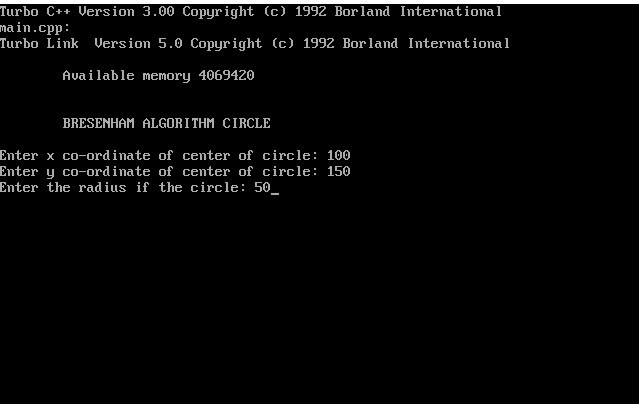 Turbo C++ Version 3.00 Copyright (c) 1992 Borland International
main.cpp:
Turbo Link  Version 5.0 Copyright (c) 1992 Borland International
Available memory 4069420
BRESENHAM ALGORITHM CIRCLE
Enter x co-ordinate of center of circle: 100
Enter y co-ordinate of center of circle: 150
Enter the radius if the circle: 50_